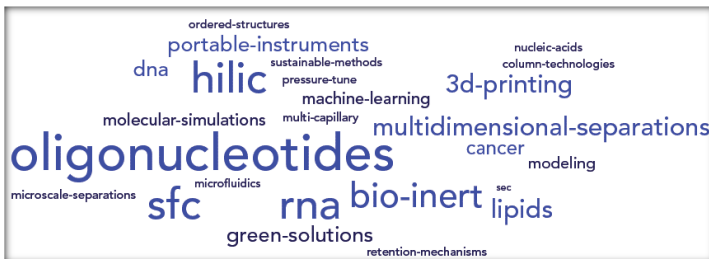 ordered-structures
portable-instruments
nucleic-acids
dna
hilic
sustainable-methods
column-technologies
pressure-tune
3d-printing
machine-learning
molecular-simulations
multi-capillary
multidimensional-separations
oligonucleotides
cancer
modeling
microscale-separations
microfluidics
sfc
rna
bio-inert
sec
lipids
green-solutions
retention-mechanisms